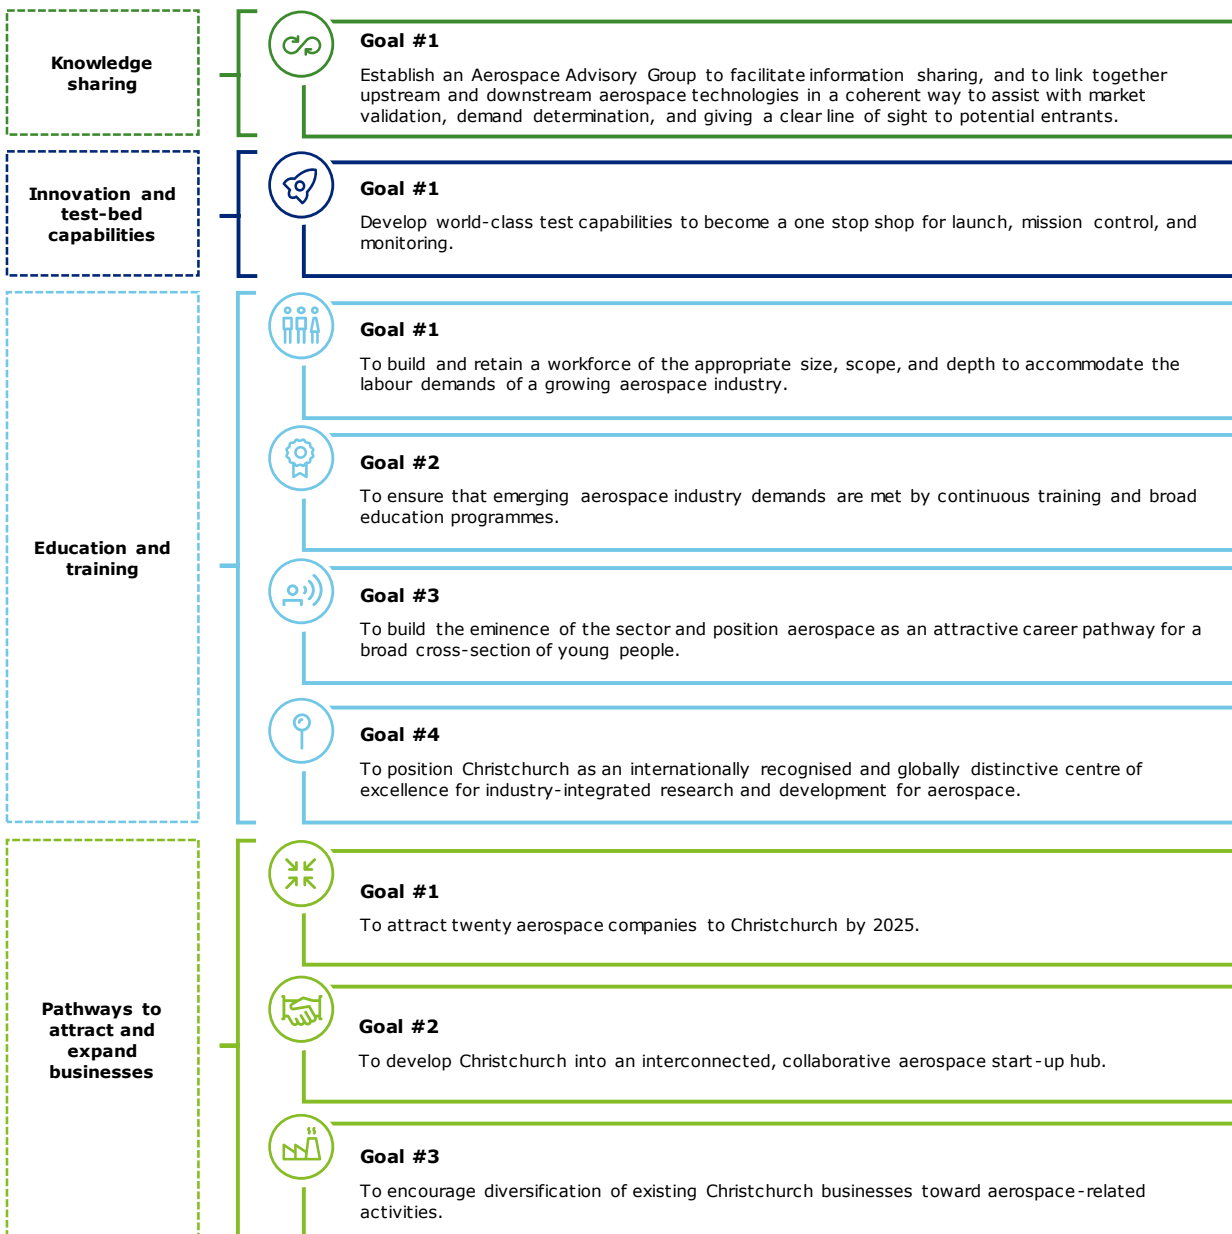 Knowledge
sharing
Goal #1
Establish an Aerospace Advisory Group to facilitate information sharing, and to link together
upstream and downstream aerospace technologies in a coherent way to assist with market
validation, demand determination, and giving a clear line of sight to potential entrants.
Innovation and
test-bed
capabilities
Goal #1
Develop world-class test capabilities to become a one stop shop for launch, mission control, and
monitoring.
Education and
training
Goal #1
To build and retain a workforce of the appropriate size, scope, and depth to accommodate the
labour demands of a growing aerospace industry.
Goal #2
To ensure that emerging aerospace industry demands are met by continuous training and broad
education programmes.
Goal #3
To build the eminence of the sector and position aerospace as an attractive career pathway for a
broad cross-section of young people.
Goal #4
To position Christchurch as an internationally recognised and globally distinctive centre of
excellence for industry-integrated research and development for aerospace.
Pathways to
attract and
expand
businesses
Goal #1
To attract twenty aerospace companies to Christchurch by 2025.
Goal #2
To develop Christchurch into an interconnected, collaborative aerospace start-up hub.
Goal #3
To encourage diversification of existing Christchurch businesses toward aerospace-related
activities.